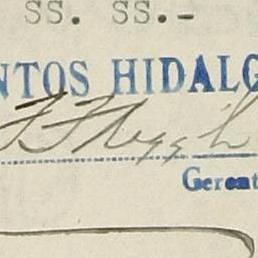 SS. SS.-
NTOS HIDALG
Gerent